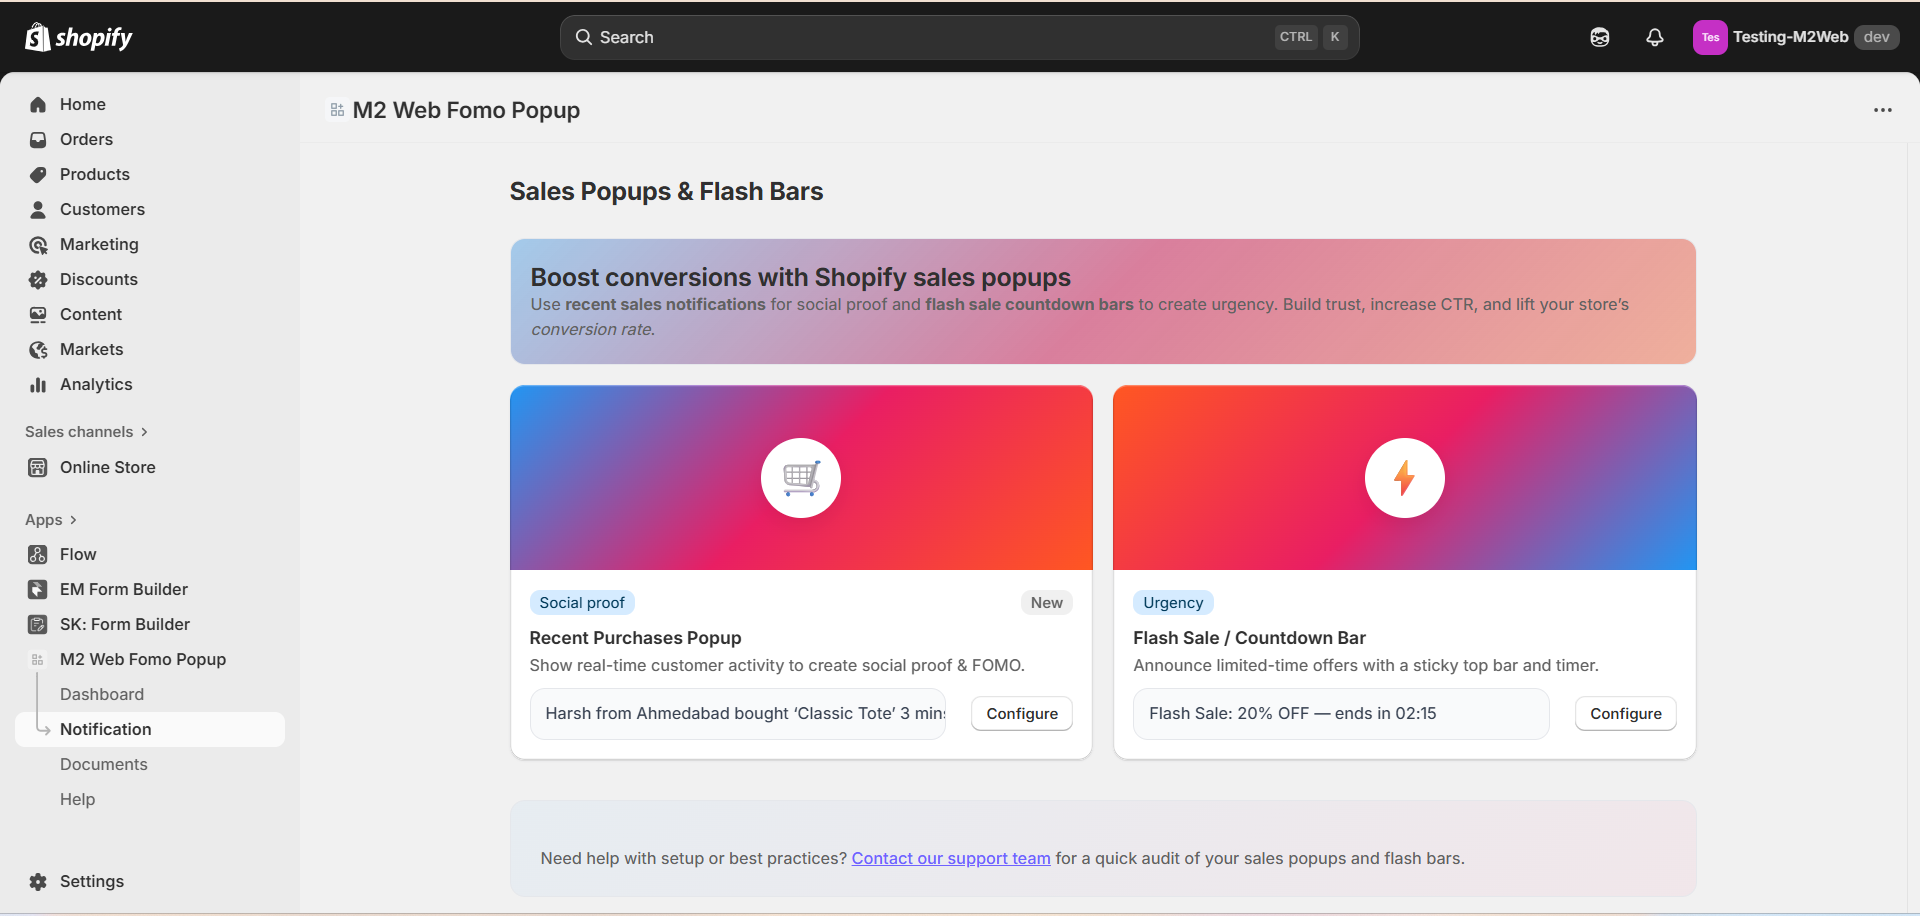 shopify
Search
CTRL K
Tes Testing-M2Web dev
Home
Orders
Products
Customers
Marketing
Discounts
Content
Markets
Analytics
Sales channels
Online Store
Apps
Flow
EM Form Builder
SK: Form Builder
M2 Web Fomo Popup
Dashboard
Notification
Documents
Help
Settings
M2 Web Fomo Popup
Sales Popups & Flash Bars
Boost conversions with Shopify sales popups
Use recent sales notifications for social proof and flash sale countdown bars to create urgency. Build trust, increase CTR, and lift your store’s
conversion rate.
Social proof New
Recent Purchases Popup
Show real-time customer activity to create social proof & FOMO.
Harsh from Ahmedabad bought ‘Classic Tote’ 3 mins
Configure
Urgency
Flash Sale / Countdown Bar
Announce limited-time offers with a sticky top bar and timer.
Flash Sale: 20% OFF — ends in 02:15
Configure
Need help with setup or best practices? Contact our support team for a quick audit of your sales popups and flash bars.